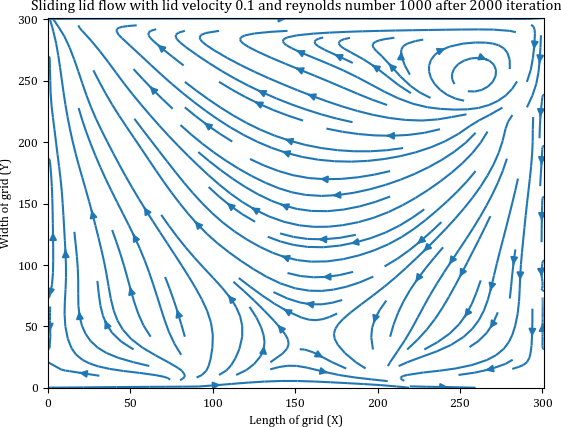 Sliding lid flow with lid velocity 0.1 and reynolds number 1000 after 2000 iteration
300
250
200
150
100
50
0
Width of grid (Y)
0 50 100 150 200 250 300
Length of grid (X)